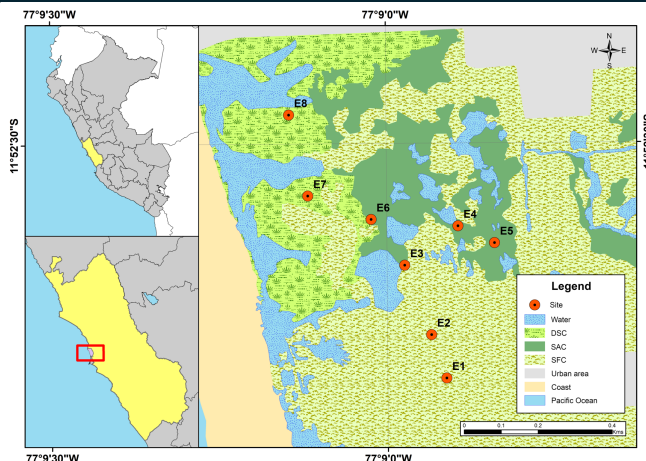 77°9'30"W
77°9'0"W
N
W
E
S
11°52'30"S
E8
E7
E6
E4
E5
E3
E2
E1
Legend
Site
Water
DSC
SAC
SFC
Urban area
Coast
Pacific Ocean
0 0.1 0.2 0.4
Kms
77°9'30"W
77°9'0"W